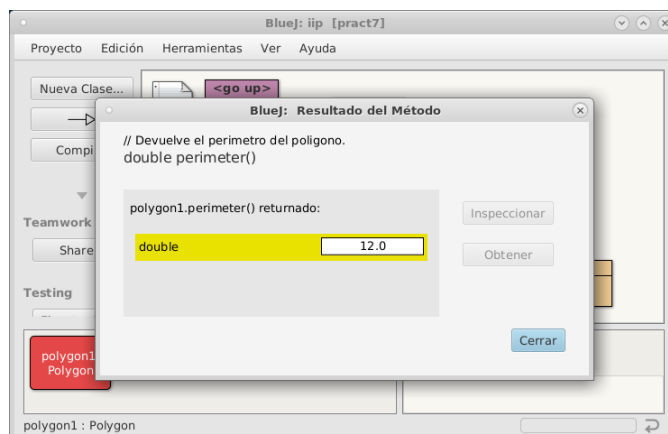 BlueJ: iip [pract7]
Proyecto Edición Herramientas Ver Ayuda
Nueva Clase...
<go up>
BlueJ: Resultado del Método
// Devuelve el perimetro del poligono.
double perimeter()
polygon1.perimeter() returnado:
double 12.0
Inspeccionar
Obtener
Cerrar
Compi
Teamwork
Share
Testing
polygon1
Polygon
polygon1 : Polygon